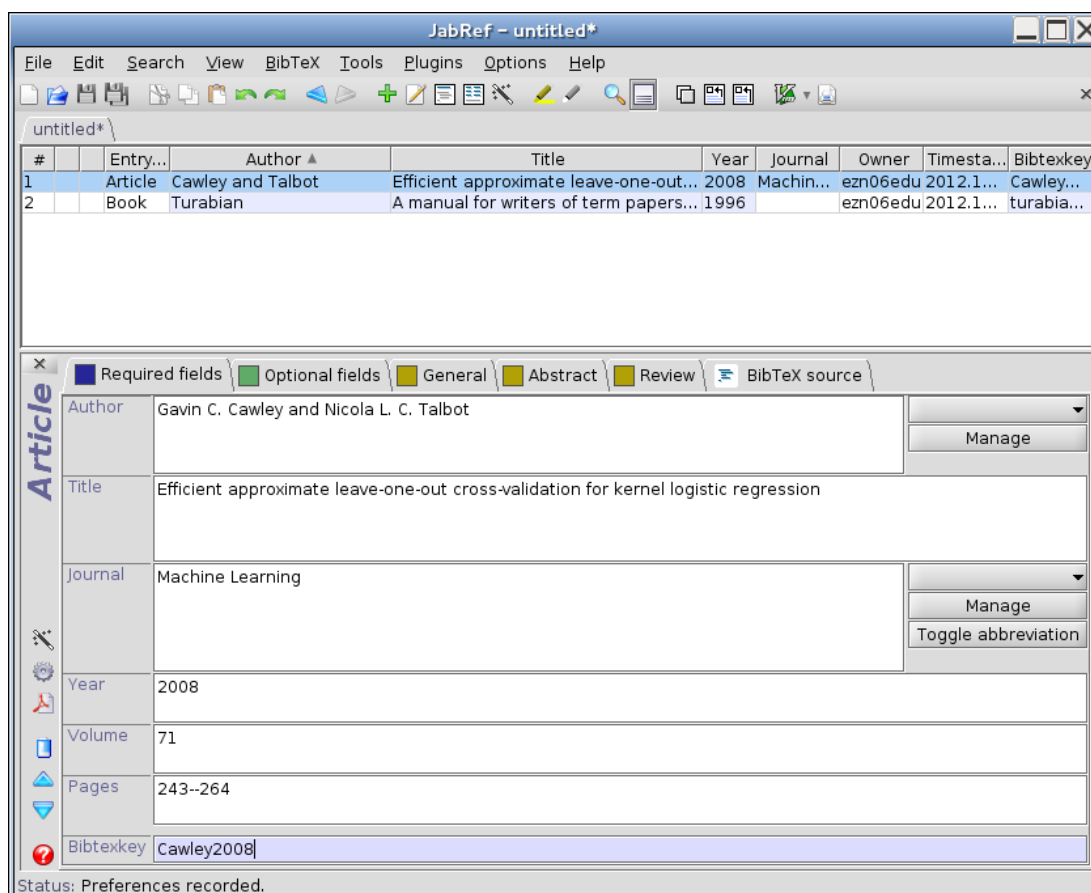 JabRef – untitled*
File Edit Search View BibTeX Tools Plugins Options Help
untitled*
# Entry... Author Title Year Journal Owner Timesta... Bibtexkey
1 Article Cawley and Talbot Efficient approximate leave-one-out... 2008 Machin... ezn06edu 2012.1... Cawley...
2 Book Turabian A manual for writers of term papers... 1996 ezn06edu 2012.1... turabia...
Required fields Optional fields General Abstract Review BibTeX source
Article
Author Gavin C. Cawley and Nicola L. C. Talbot
Manage
Title Efficient approximate leave-one-out cross-validation for kernel logistic regression
Journal Machine Learning
Manage
Toggle abbreviation
Year 2008
Volume 71
Pages 243--264
Bibtexkey Cawley2008
Status: Preferences recorded.